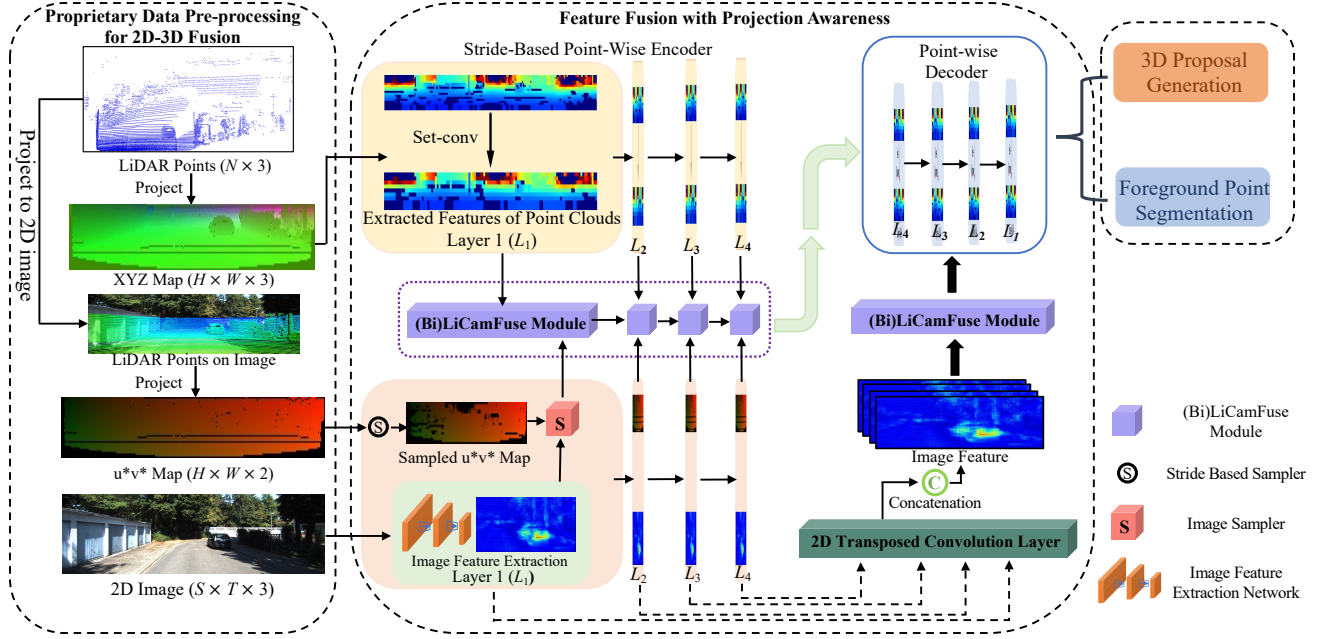 Proprietary Data Pre-processing
for 2D-3D Fusion
Project to 2D image
LiDAR Points (N × 3)
Project
XYZ Map (H × W × 3)
LiDAR Points on Image
Project
u*v* Map (H × W × 2)
2D Image (S × T × 3)
Feature Fusion with Projection Awareness
Stride-Based Point-Wise Encoder
Set-conv
Extracted Features of Point Clouds
Layer 1 (L1)
L2
L3
L4
(Bi)LiCamFuse Module
S
Sampled u*v* Map
S
Image Feature Extraction
Layer 1 (L1)
L2
L3
L4
Point-wise
Decoder
L4
L3
L2
L1
(Bi)LiCamFuse Module
Image Feature
C
Concatenation
2D Transposed Convolution Layer
3D Proposal
Generation
Foreground Point
Segmentation
(Bi)LiCamFuse
Module
S
Stride Based Sampler
S
Image Sampler
Image Feature
Extraction Network